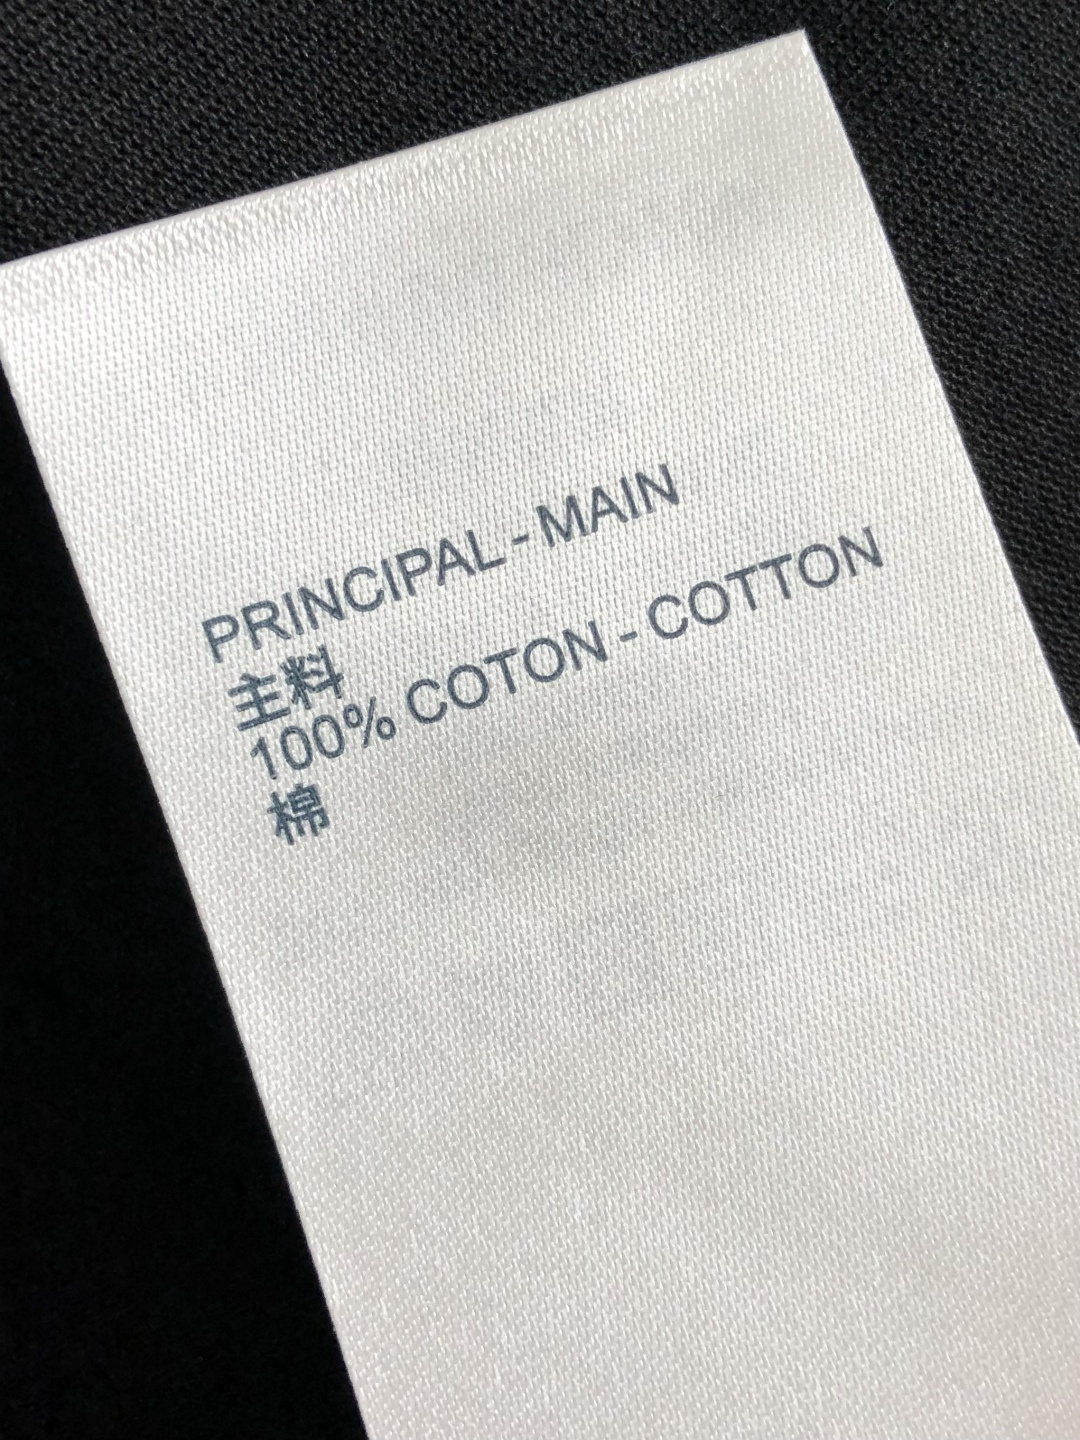 PRINCIPAL - MAIN
主料
100% COTON - COTTON
棉